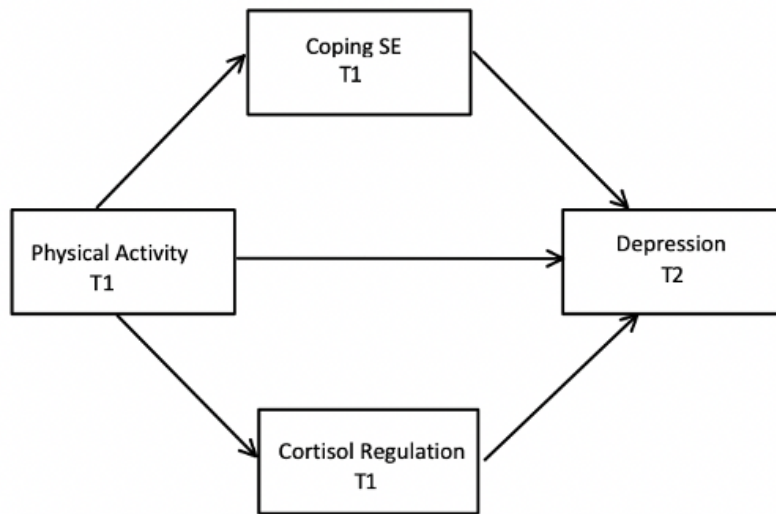 Coping SE
T1
Physical Activity
T1
Depression
T2
Cortisol Regulation
T1